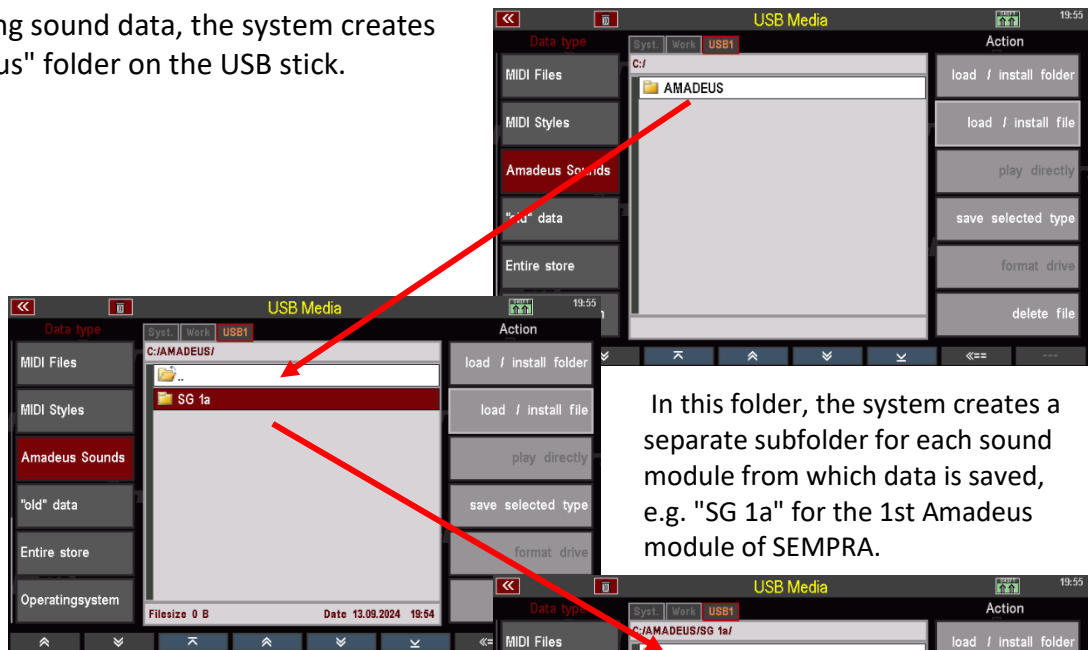 ng sound data, the system creates
us" folder on the USB stick.
USB Media
19:55
Data type
Syst. Work USB1
Action
C:/
MIDI Files
AMADEUS
load / install folder
MIDI Styles
load / install file
Amadeus Sounds
play directly
"old" data
save selected type
Entire store
format drive
delete file
«==
---
USB Media
19:55
Data type
Syst. Work USB1
Action
C:/AMADEUS/
MIDI Files
..
load / install folder
SG 1a
MIDI Styles
load / install file
Amadeus Sounds
play directly
"old" data
save selected type
Entire store
format drive
Operatingsystem
Filesize 0 B
Date 13.09.2024 19:54
In this folder, the system creates a
separate subfolder for each sound
module from which data is saved,
e.g. "SG 1a" for the 1st Amadeus
module of SEMPRA.
USB Media
19:55
Data type
Syst. Work USB1
Action
C:/AMADEUS/SG 1a/
MIDI Files
load / install folder